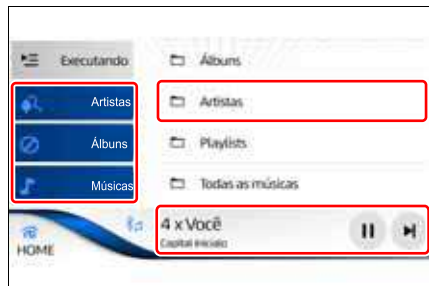 Executando
Artistas
Álbuns
Músicas
Álbuns
Artistas
Playlists
Todas as músicas
HOME
4 x Você
Capital Inicial